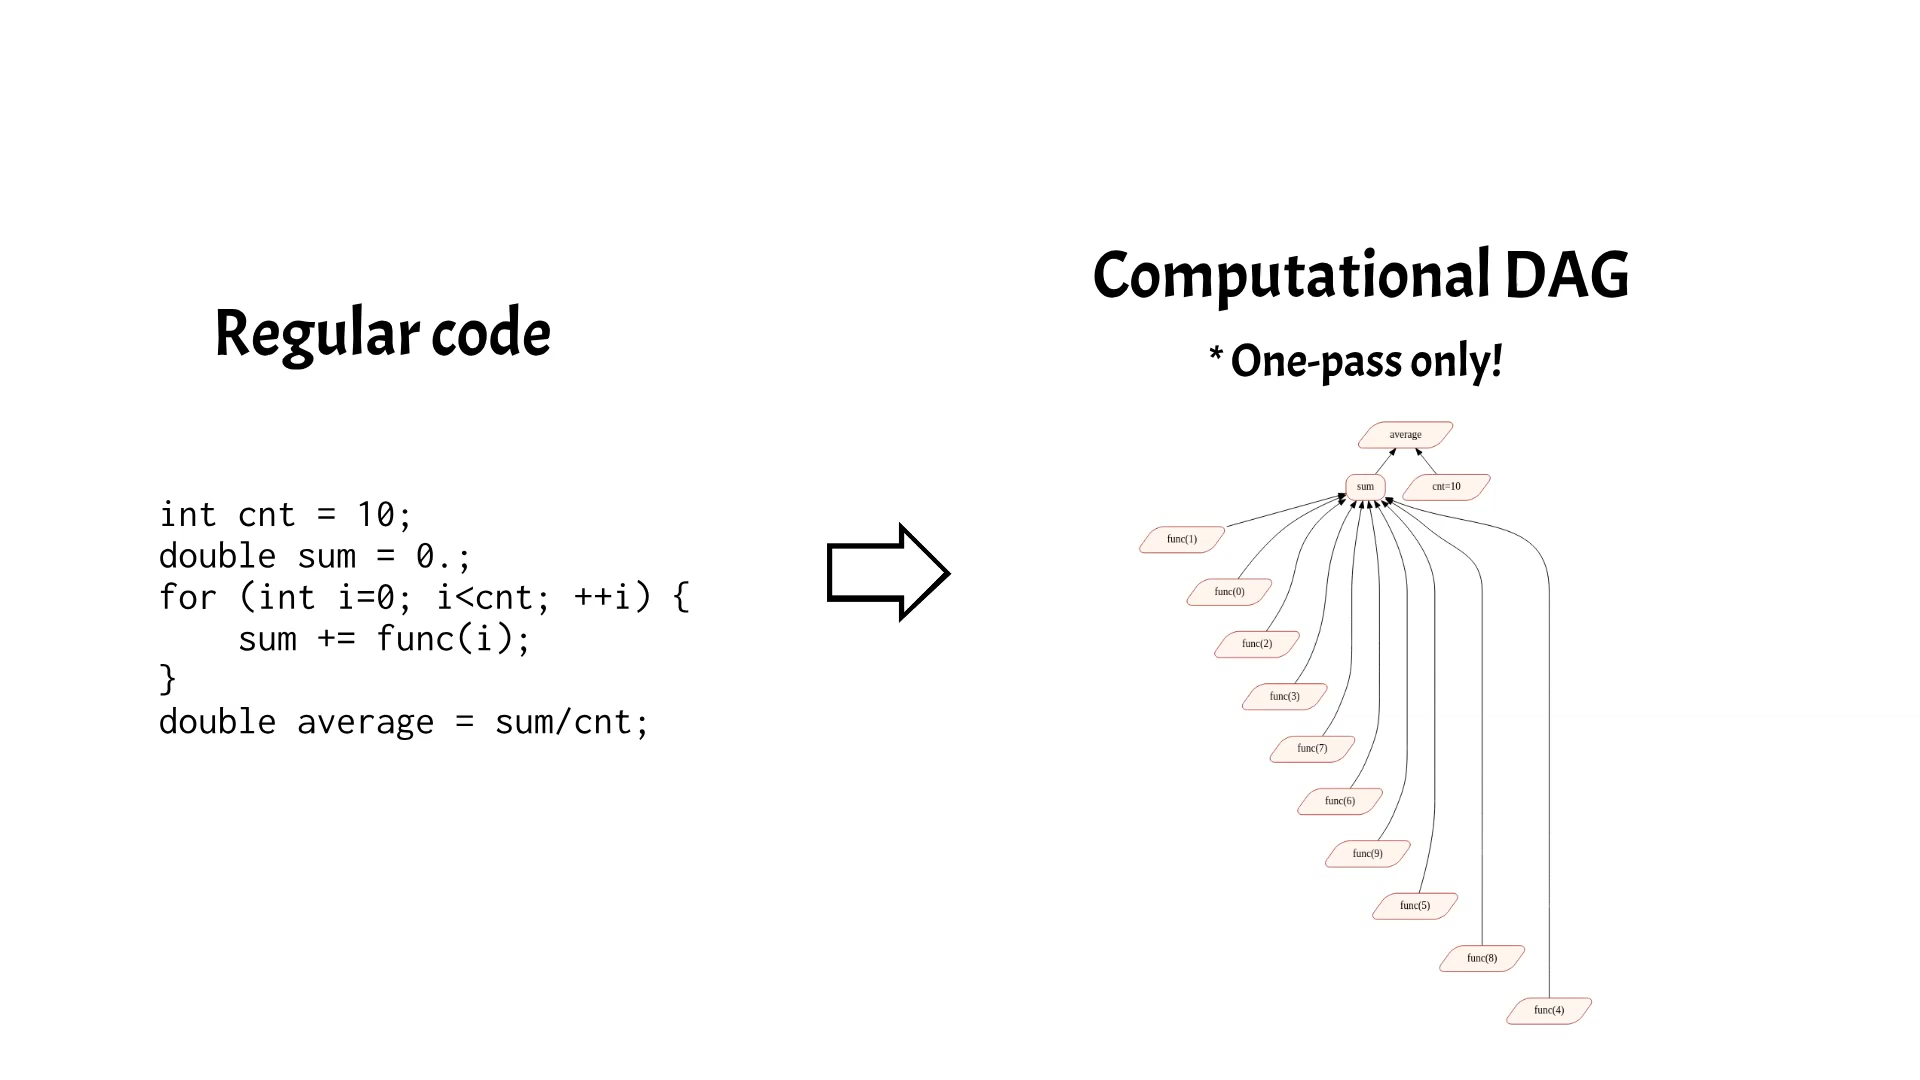 Regular code
int cnt = 10;
double sum = 0.;
for (int i=0; i<cnt; ++i) {
    sum += func(i);
}
double average = sum/cnt;
Computational DAG
* One-pass only!
average
sum
cnt=10
func(1)
func(0)
func(2)
func(3)
func(7)
func(6)
func(9)
func(5)
func(8)
func(4)